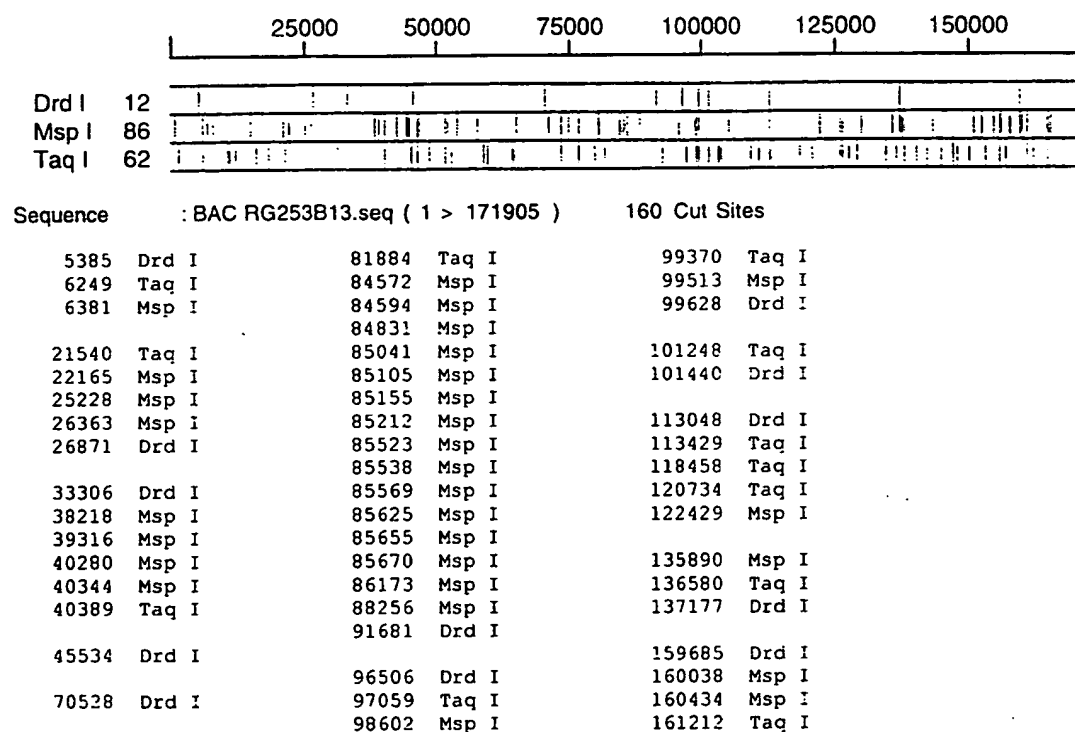 25000 50000 75000 100000 125000 150000
Drd I 12
Msp I 86
Taq I 62
Sequence : BAC RG253B13.seq ( 1 > 171905 ) 160 Cut Sites
5385 Drd I
6249 Taq I
6381 Msp I
21540 Taq I
22165 Msp I
25228 Msp I
26363 Msp I
26871 Drd I
33306 Drd I
38218 Msp I
39316 Msp I
40280 Msp I
40344 Msp I
40389 Taq I
45534 Drd I
70528 Drd I
81884 Taq I
84572 Msp I
84594 Msp I
84831 Msp I
85041 Msp I
85105 Msp I
85155 Msp I
85212 Msp I
85523 Msp I
85538 Msp I
85569 Msp I
85625 Msp I
85655 Msp I
85670 Msp I
86173 Msp I
88256 Msp I
91681 Drd I
96506 Drd I
97059 Taq I
98602 Msp I
99370 Taq I
99513 Msp I
99628 Drd I
101248 Taq I
101440 Drd I
113048 Drd I
113429 Taq I
118458 Taq I
120734 Taq I
122429 Msp I
135890 Msp I
136580 Taq I
137177 Drd I
159685 Drd I
160038 Msp I
160434 Msp I
161212 Taq I